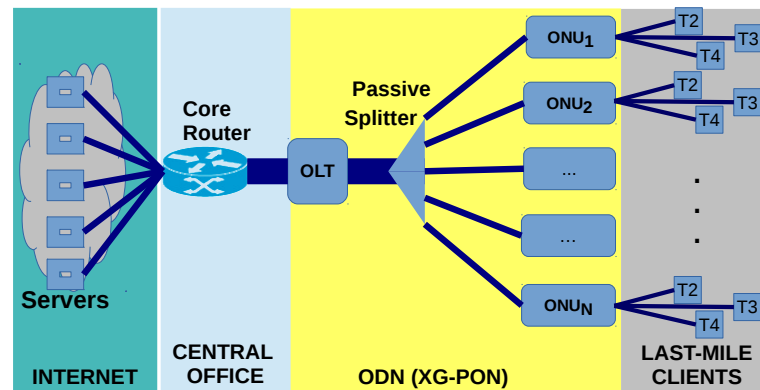 Servers
INTERNET
Core
Router
CENTRAL
OFFICE
OLT
Passive
Splitter
ONU1
ONU2
...
...
ONUN
ODN (XG-PON)
T2
T3
T4
T2
T3
T4
.
.
.
T2
T3
T4
LAST-MILE
CLIENTS